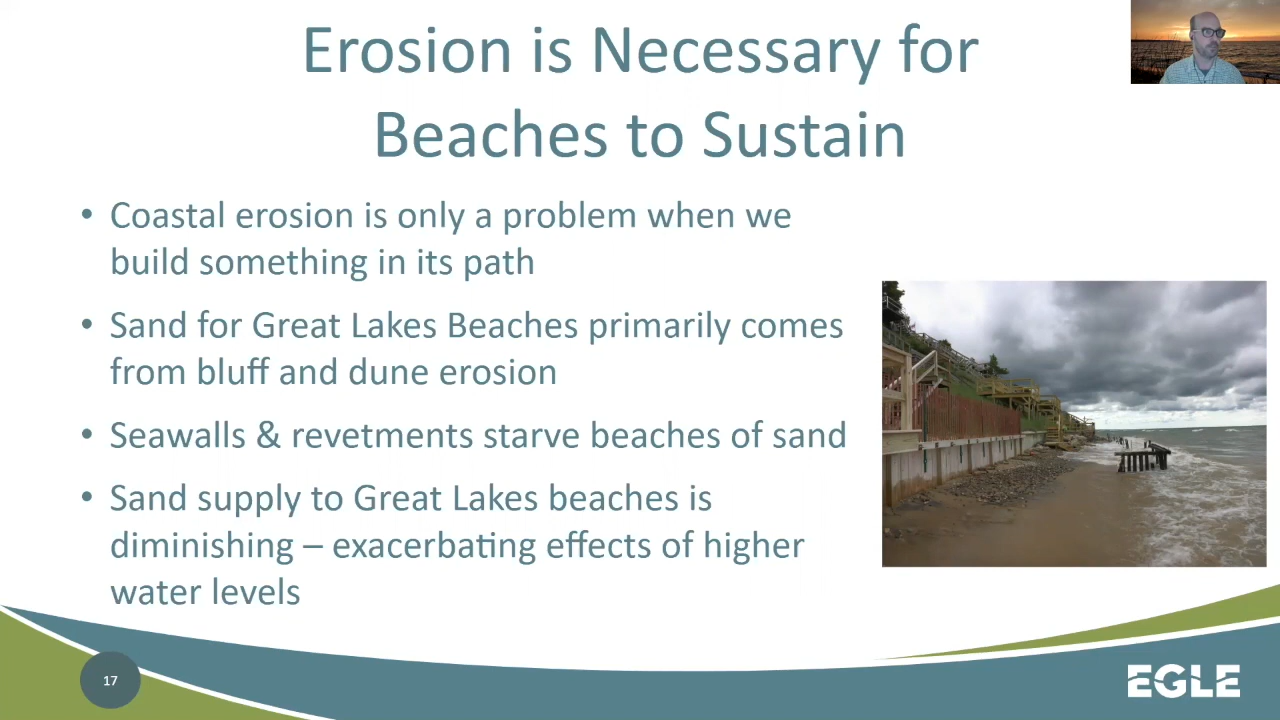 Erosion is Necessary for
Beaches to Sustain
• Coastal erosion is only a problem when we
build something in its path
• Sand for Great Lakes Beaches primarily comes
from bluff and dune erosion
• Seawalls & revetments starve beaches of sand
• Sand supply to Great Lakes beaches is
diminishing – exacerbating effects of higher
water levels
17
EGLE